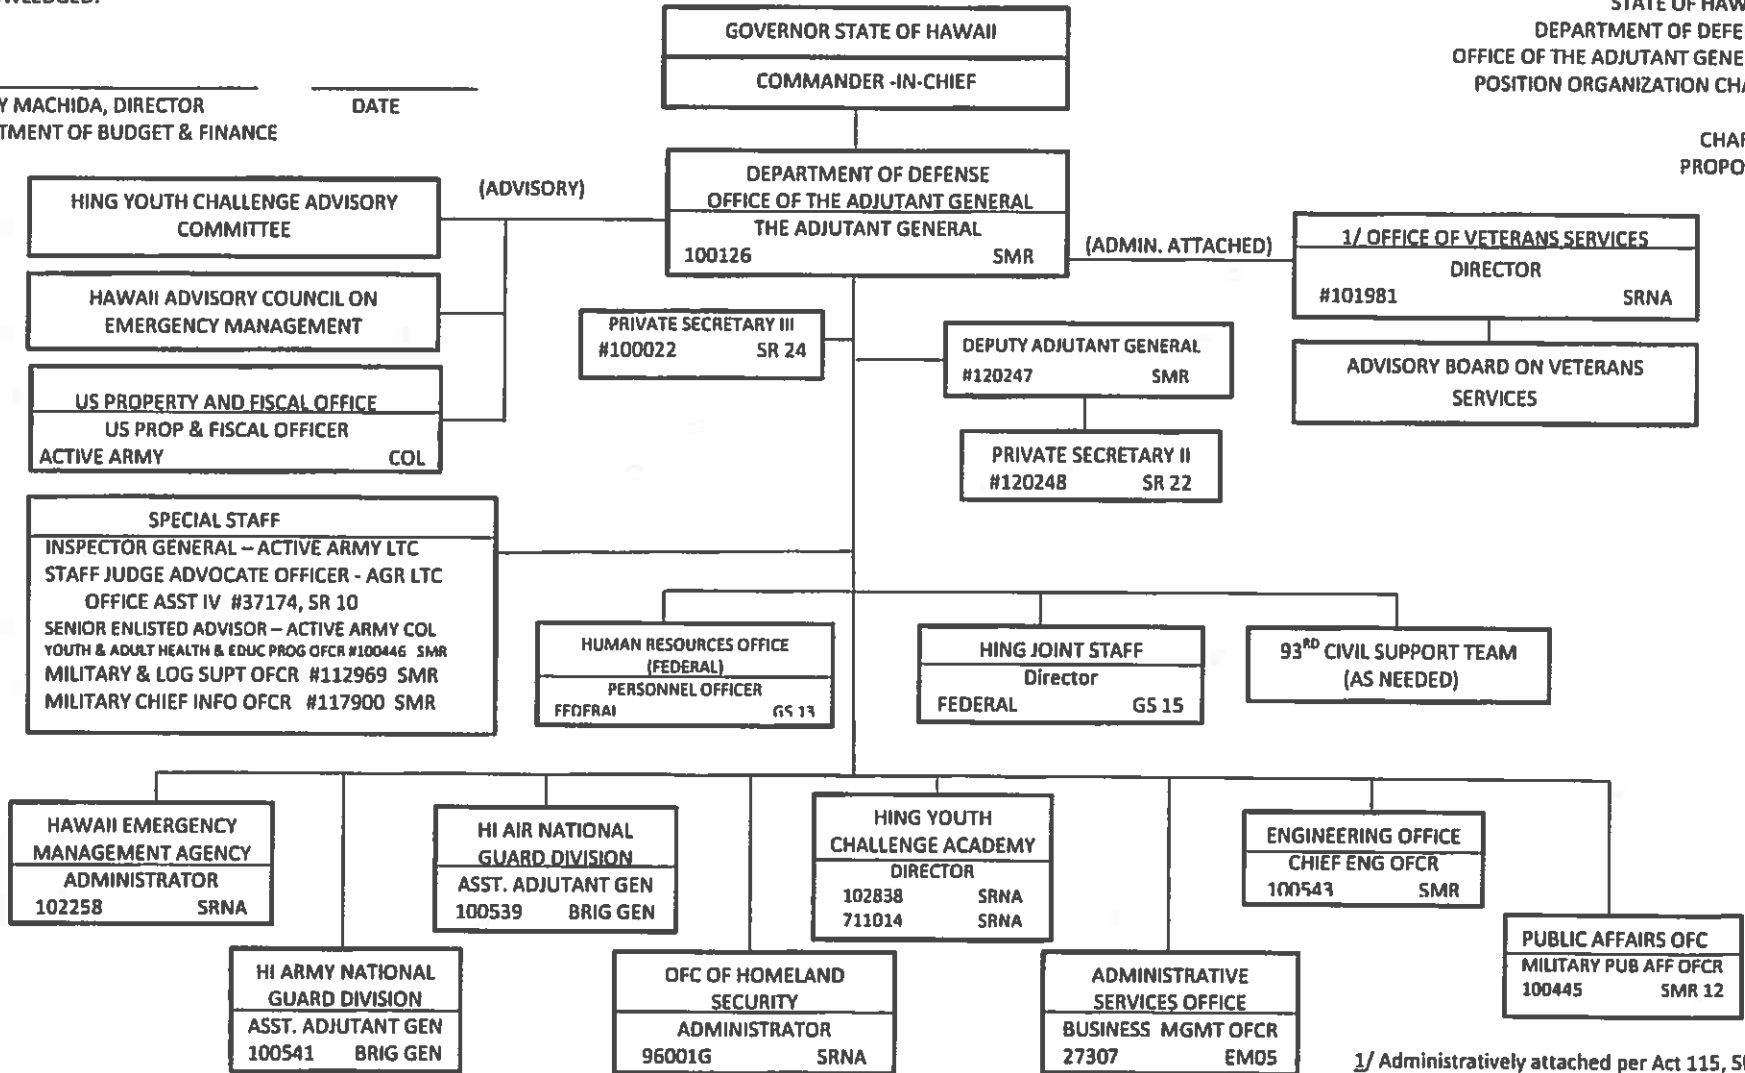 GOVERNOR STATE OF HAWAII
COMMANDER -IN-CHIEF
STATE OF
DEPARTMENT OF
OFFICE OF THE ADJUTANT
POSITION ORGANIZATION
MACHIDA, DIRECTOR
DATE
OF BUDGET & FINANCE
DEPARTMENT OF DEFENSE
OFFICE OF THE ADJUTANT GENERAL
THE ADJUTANT GENERAL
100126 SMR
(ADVISORY)
HING YOUTH CHALLENGE ADVISORY
COMMITTEE
HAWAII ADVISORY COUNCIL ON
EMERGENCY MANAGEMENT
US PROPERTY AND FISCAL OFFICE
US PROP & FISCAL OFFICER
ACTIVE ARMY COL
(ADMIN. ATTACHED)
1/ OFFICE OF VETERANS SERVICES
DIRECTOR
#101981 SRNA
ADVISORY BOARD ON VETERANS
SERVICES
PRIVATE SECRETARY III
#100022 SR 24
DEPUTY ADJUTANT GENERAL
#120247 SMR
PRIVATE SECRETARY II
#120248 SR 22
SPECIAL STAFF
INSPECTOR GENERAL – ACTIVE ARMY LTC
STAFF JUDGE ADVOCATE OFFICER - AGR LTC
OFFICE ASST IV #37174, SR 10
SENIOR ENLISTED ADVISOR – ACTIVE ARMY COL
YOUTH & ADULT HEALTH & EDUC PROG OFCR #100446 SMR
MILITARY & LOG SUPT OFCR #112969 SMR
MILITARY CHIEF INFO OFCR #117900 SMR
HUMAN RESOURCES OFFICE
(FEDERAL)
PERSONNEL OFFICER
FEDERAL GS 13
HING JOINT STAFF
Director
FEDERAL GS 15
93RD CIVIL SUPPORT TEAM
(AS NEEDED)
HAWAII EMERGENCY
MANAGEMENT AGENCY
ADMINISTRATOR
102258 SRNA
HI ARMY NATIONAL
GUARD DIVISION
ASST. ADJUTANT GEN
100541 BRIG GEN
HI AIR NATIONAL
GUARD DIVISION
ASST. ADJUTANT GEN
100539 BRIG GEN
OFC OF HOMELAND
SECURITY
ADMINISTRATOR
96001G SRNA
HING YOUTH
CHALLENGE ACADEMY
DIRECTOR
102838 SRNA
711014 SRNA
ADMINISTRATIVE
SERVICES OFFICE
BUSINESS MGMT OFCR
27307 EM05
ENGINEERING OFFICE
CHIEF ENG OFCR
100543 SMR
PUBLIC AFFAIRS OFC
MILITARY PUB AFF OFCR
100445 SMR 12
1/ Administratively attached per Act 115,